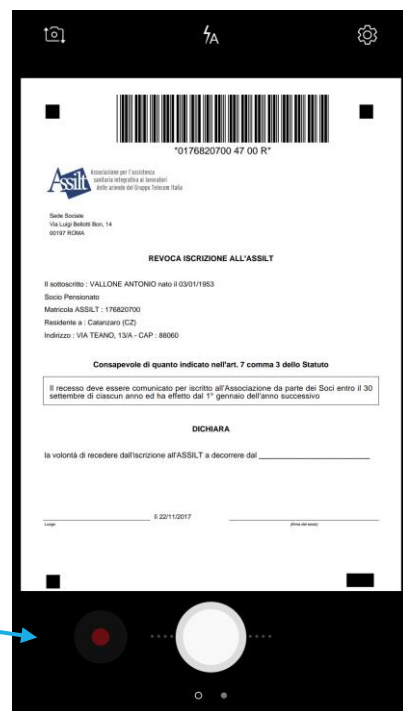 *0176820700 47 00 R*
Assilt
Associazione per l'assistenza
sanitaria integrativa ai lavoratori
delle aziende del Gruppo Telecom Italia
Sede Sociale
Via Luigi Bellotti Bon, 14
00197 ROMA
REVOCA ISCRIZIONE ALL'ASSILT
Il sottoscritto : VALLONE ANTONIO nato il 03/01/1953
Socio Pensionato
Matricola ASSILT : 176820700
Residente a : Catanzaro (CZ)
Indirizzo : VIA TEANO, 13/A - CAP : 88060
Consapevole di quanto indicato nell'art. 7 comma 3 dello Statuto
Il recesso deve essere comunicato per iscritto all'Associazione da parte dei Soci entro il 30
settembre di ciascun anno ed ha effetto dal 1° gennaio dell'anno successivo
DICHIARA
la volontà di recedere dall'iscrizione all'ASSILT a decorrere dal
lì 22/11/2017
Luogo
(firma del socio)